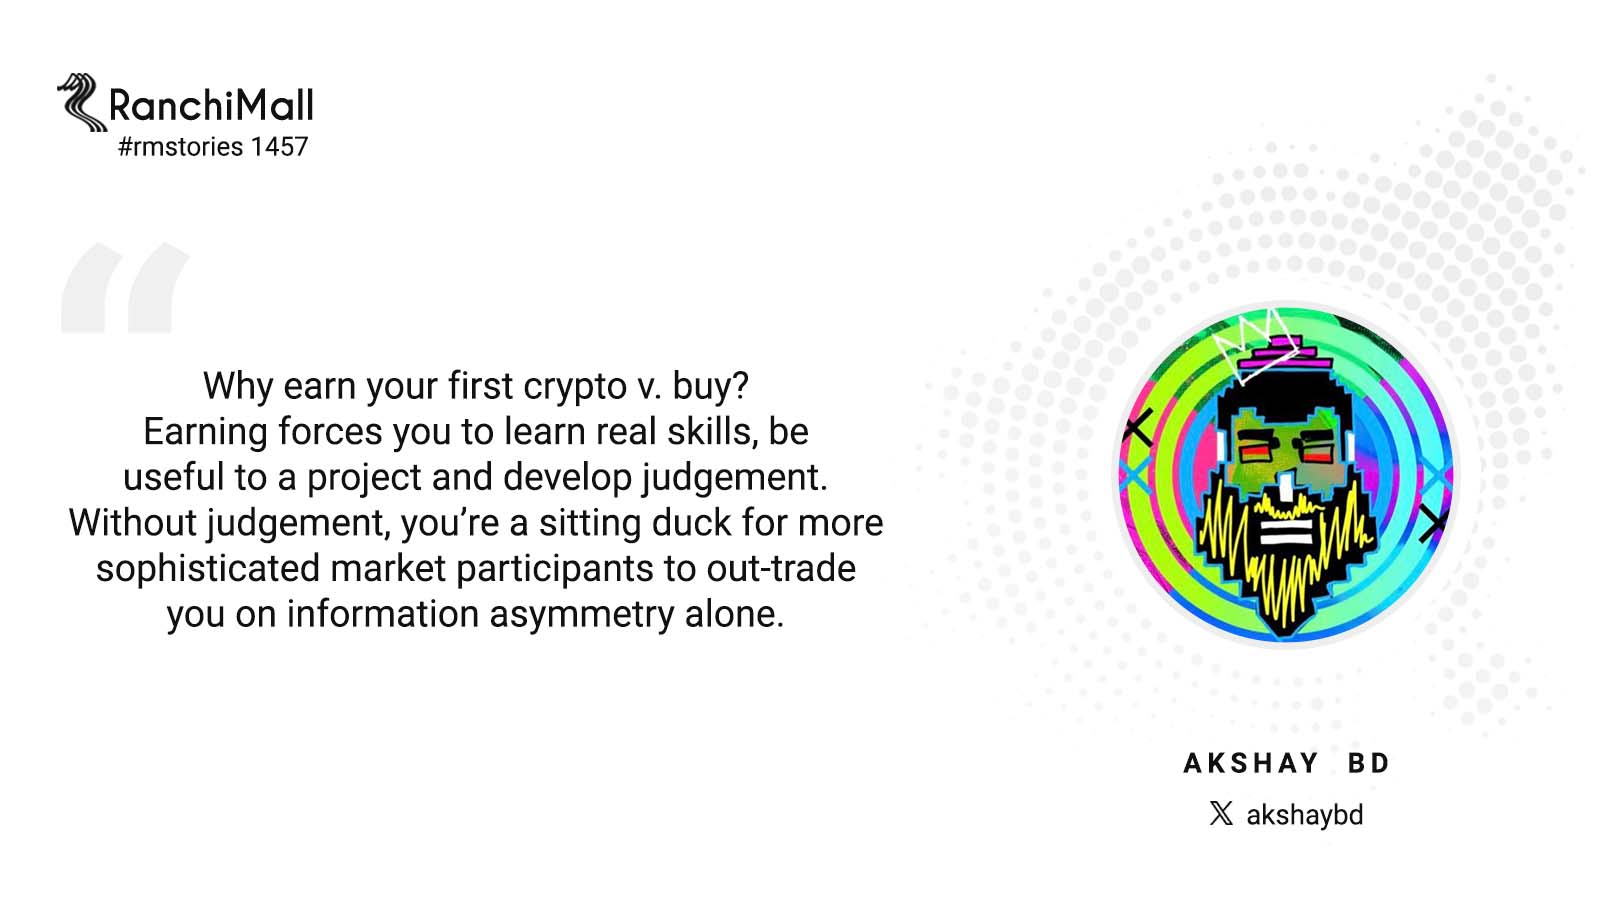 RanchiMall
#rmstories 1457
“
Why earn your first crypto v. buy?
Earning forces you to learn real skills, be
useful to a project and develop judgement.
Without judgement, you’re a sitting duck for more
sophisticated market participants to out-trade
you on information asymmetry alone.
AKSHAY BD
𝕏 akshaybd